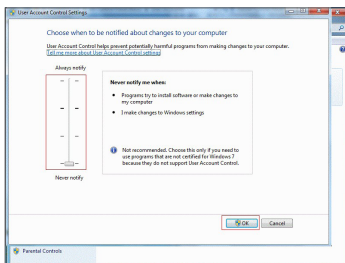 User Account Control Settings
Choose when to be notified about changes to your computer
User Account Control helps prevent potentially harmful programs from making changes to your computer.
Tell me more about User Account Control settings
Always notify
Never notify me when:
• Programs try to install software or make changes to
my computer
• I make changes to Windows settings
Not recommended. Choose this only if you need to
use programs that are not certified for Windows 7
because they do not support User Account Control.
Never notify
OK
Cancel
Parental Controls